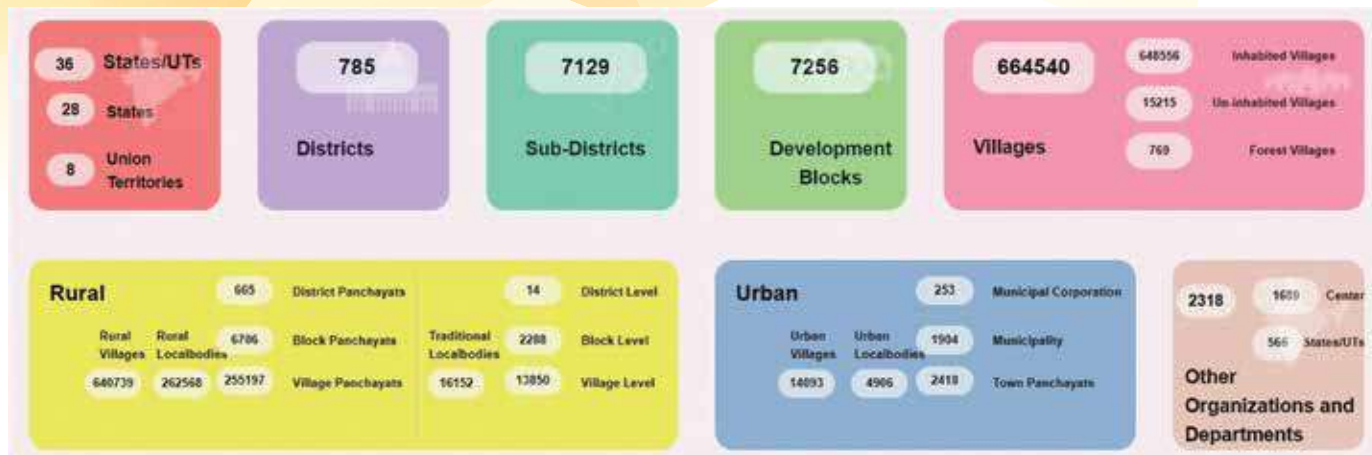 36 States/UTs
28 States
8 Union
Territories
785
Districts
7129
Sub-Districts
7256
Development
Blocks
664540
Villages
648556 Inhabited Villages
15215 Un-inhabited Villages
769 Forest Villages
Rural
665 District Panchayats
6706 Block Panchayats
255197 Village Panchayats
Rural
Villages
640739
Rural
Localbodies
262568
Traditional
Localbodies
16152
14 District Level
2288 Block Level
13850 Village Level
Urban
253 Municipal Corporation
1904 Municipality
2418 Town Panchayats
Urban
Villages
14093
Urban
Localbodies
4906
2318
Center
566 States/UTs
Other
Organizations and
Departments